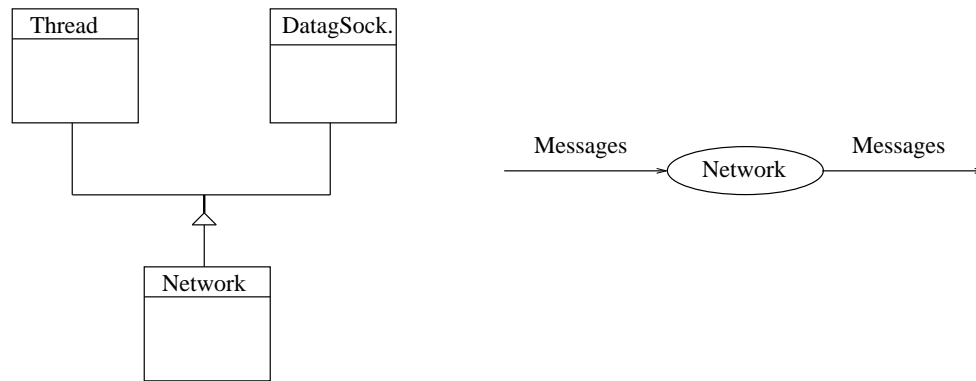 Thread
DatagSock.
Messages
Messages
Network
Network